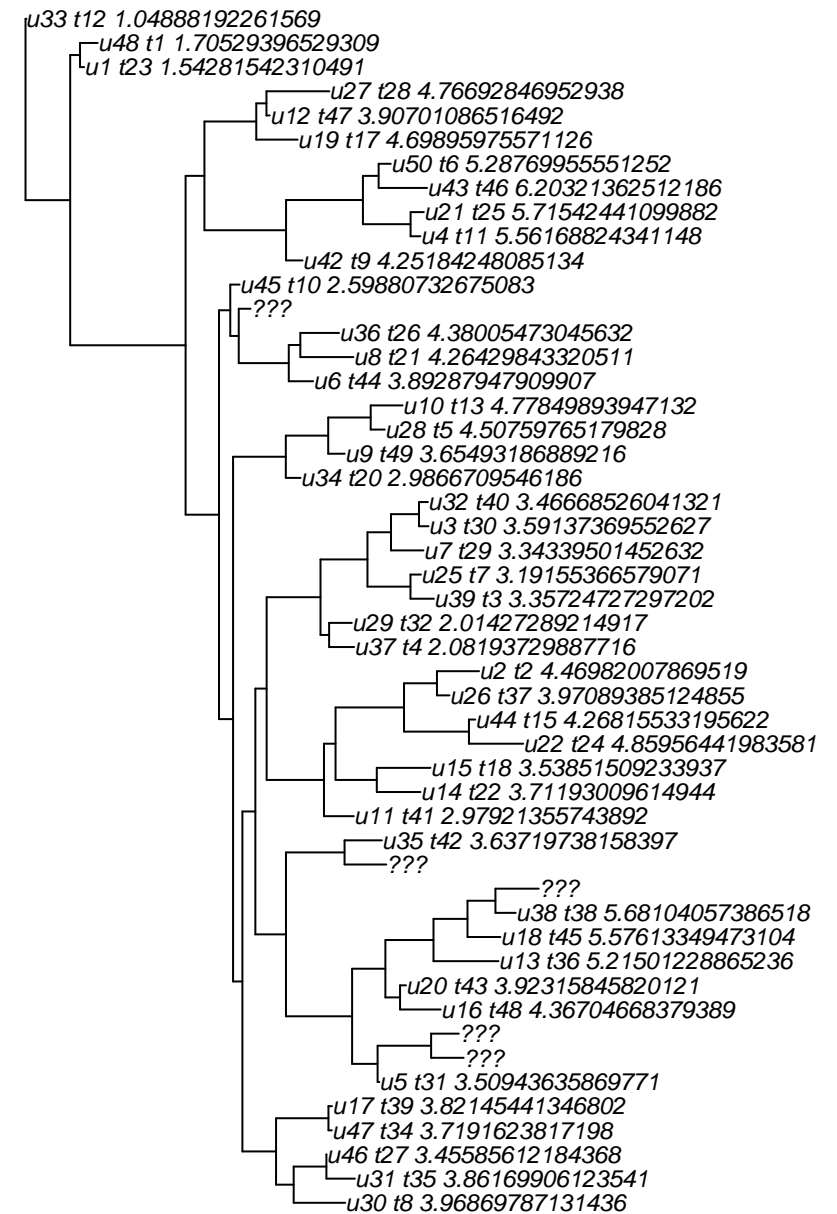 u33 t12 1.04888192261569
u48 t1 1.70529396529309
u1 t23 1.54281542310491
u27 t28 4.76692846952938
u12 t47 3.90701086516492
u19 t17 4.69895975571126
u50 t6 5.28769955551252
u43 t46 6.20321362512186
u21 t25 5.71542441099882
u4 t11 5.56168824341148
u42 t9 4.25184248085134
u45 t10 2.59880732675083
???
u36 t26 4.38005473045632
u8 t21 4.26429843320511
u6 t44 3.89287947909907
u10 t13 4.77849893947132
u28 t5 4.50759765179828
u9 t49 3.65493186889216
u34 t20 2.9866709546186
u32 t40 3.46668526041321
u3 t30 3.59137369552627
u7 t29 3.34339501452632
u25 t7 3.19155366579071
u39 t3 3.35724727297202
u29 t32 2.01427289214917
u37 t4 2.08193729887716
u2 t2 4.46982007869519
u26 t37 3.97089385124855
u44 t15 4.26815533195622
u22 t24 4.85956441983581
u15 t18 3.53851509233937
u14 t22 3.71193009614944
u11 t41 2.97921355743892
u35 t42 3.63719738158397
???
???
u38 t38 5.68104057386518
u18 t45 5.57613349473104
u13 t36 5.21501228865236
u20 t43 3.92315845820121
u16 t48 4.36704668379389
???
???
u5 t31 3.50943635869771
u17 t39 3.82145441346802
u47 t34 3.7191623817198
u46 t27 3.45585612184368
u31 t35 3.86169906123541
u30 t8 3.96869787131436